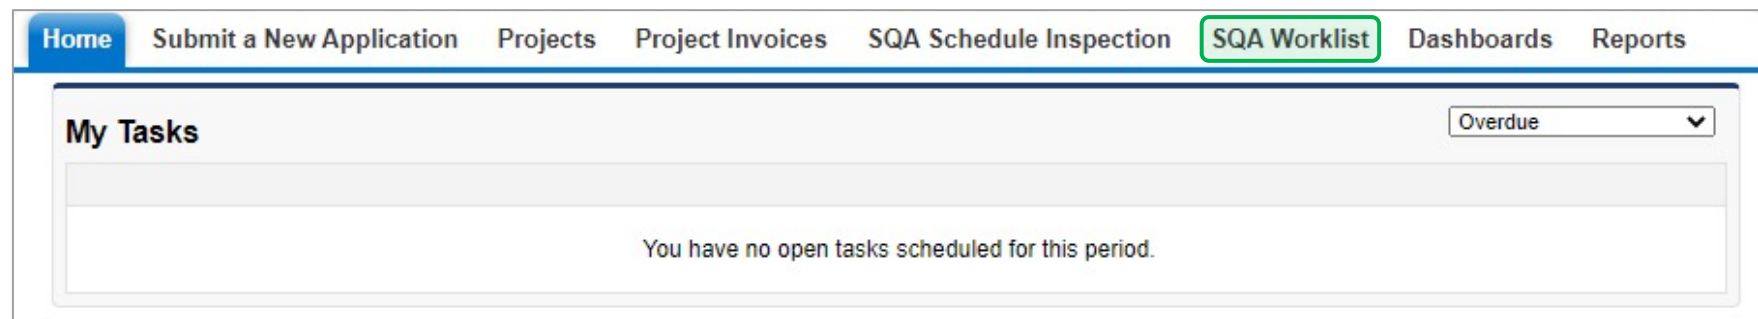 Home Submit a New Application Projects Project Invoices SQA Schedule Inspection SQA Worklist Dashboards Reports
My Tasks Overdue
You have no open tasks scheduled for this period.